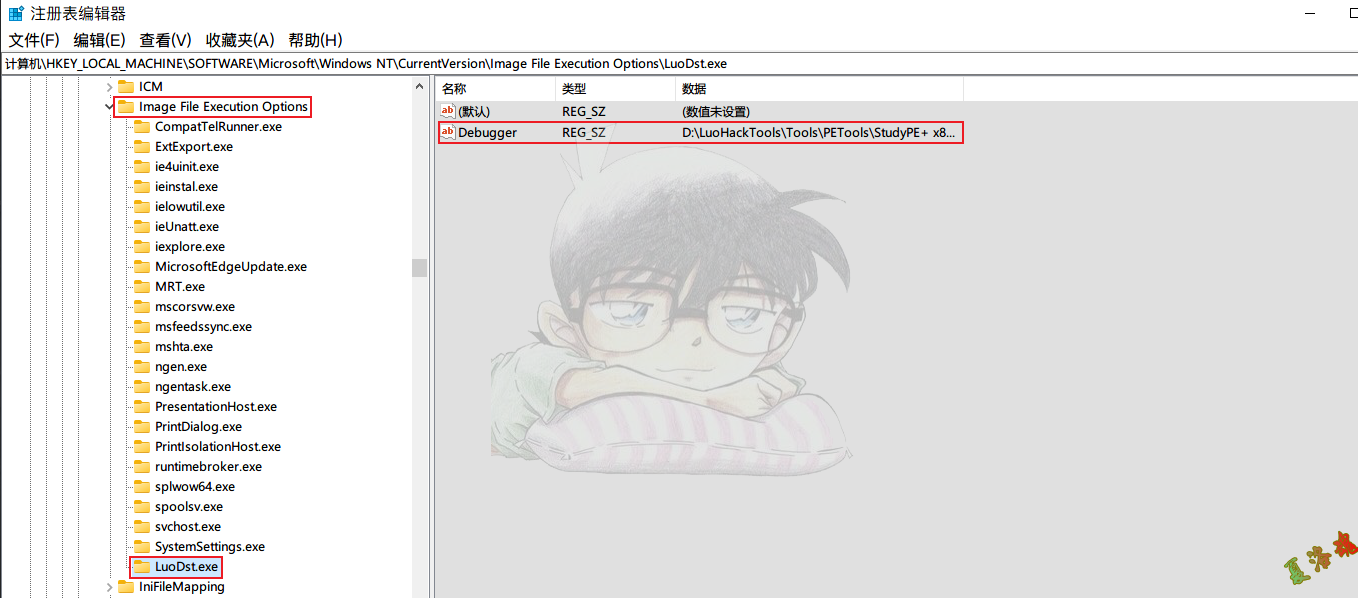 注册表编辑器
文件(F) 编辑(E) 查看(V) 收藏夹(A) 帮助(H)
计算机\HKEY_LOCAL_MACHINE\SOFTWARE\Microsoft\Windows NT\CurrentVersion\Image File Execution Options\LuoDst.exe
ICM
Image File Execution Options
CompatTelRunner.exe
ExtExport.exe
ie4uinit.exe
ieinstal.exe
ielowutil.exe
ieUnatt.exe
iexplore.exe
MicrosoftEdgeUpdate.exe
MRT.exe
mscorsvw.exe
msfeedssync.exe
mshta.exe
ngen.exe
ngentask.exe
PresentationHost.exe
PrintDialog.exe
PrintIsolationHost.exe
runtimebroker.exe
splwow64.exe
spoolsv.exe
svchost.exe
SystemSettings.exe
LuoDst.exe
IniFileMapping
名称 类型 数据
ab (默认) REG_SZ (数值未设置)
ab Debugger REG_SZ D:\LuoHackTools\Tools\PETools\StudyPE+ x8...